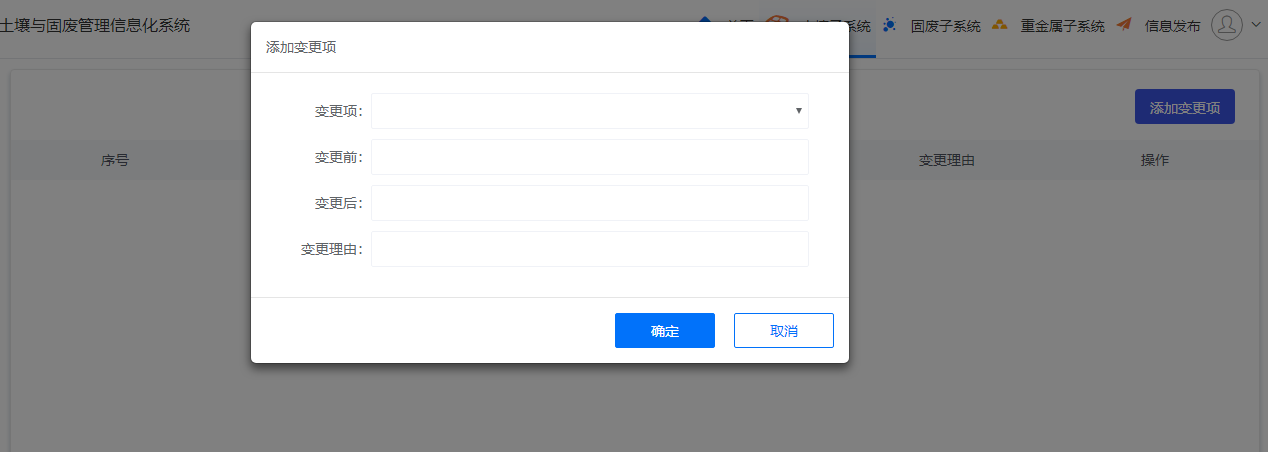 土壤与固废管理信息化系统
固废子系统
重金属子系统
信息发布
添加变更项
添加变更项
变更项：
变更前：
变更后：
变更理由：
序号
变更理由
操作
确定
取消